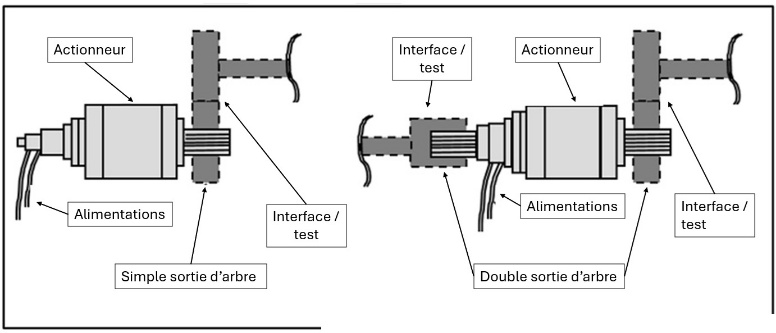 Actionneur
Alimentations
Interface /
test
Simple sortie d'arbre
Interface /
test
Actionneur
Alimentations
Interface /
test
Double sortie d'arbre